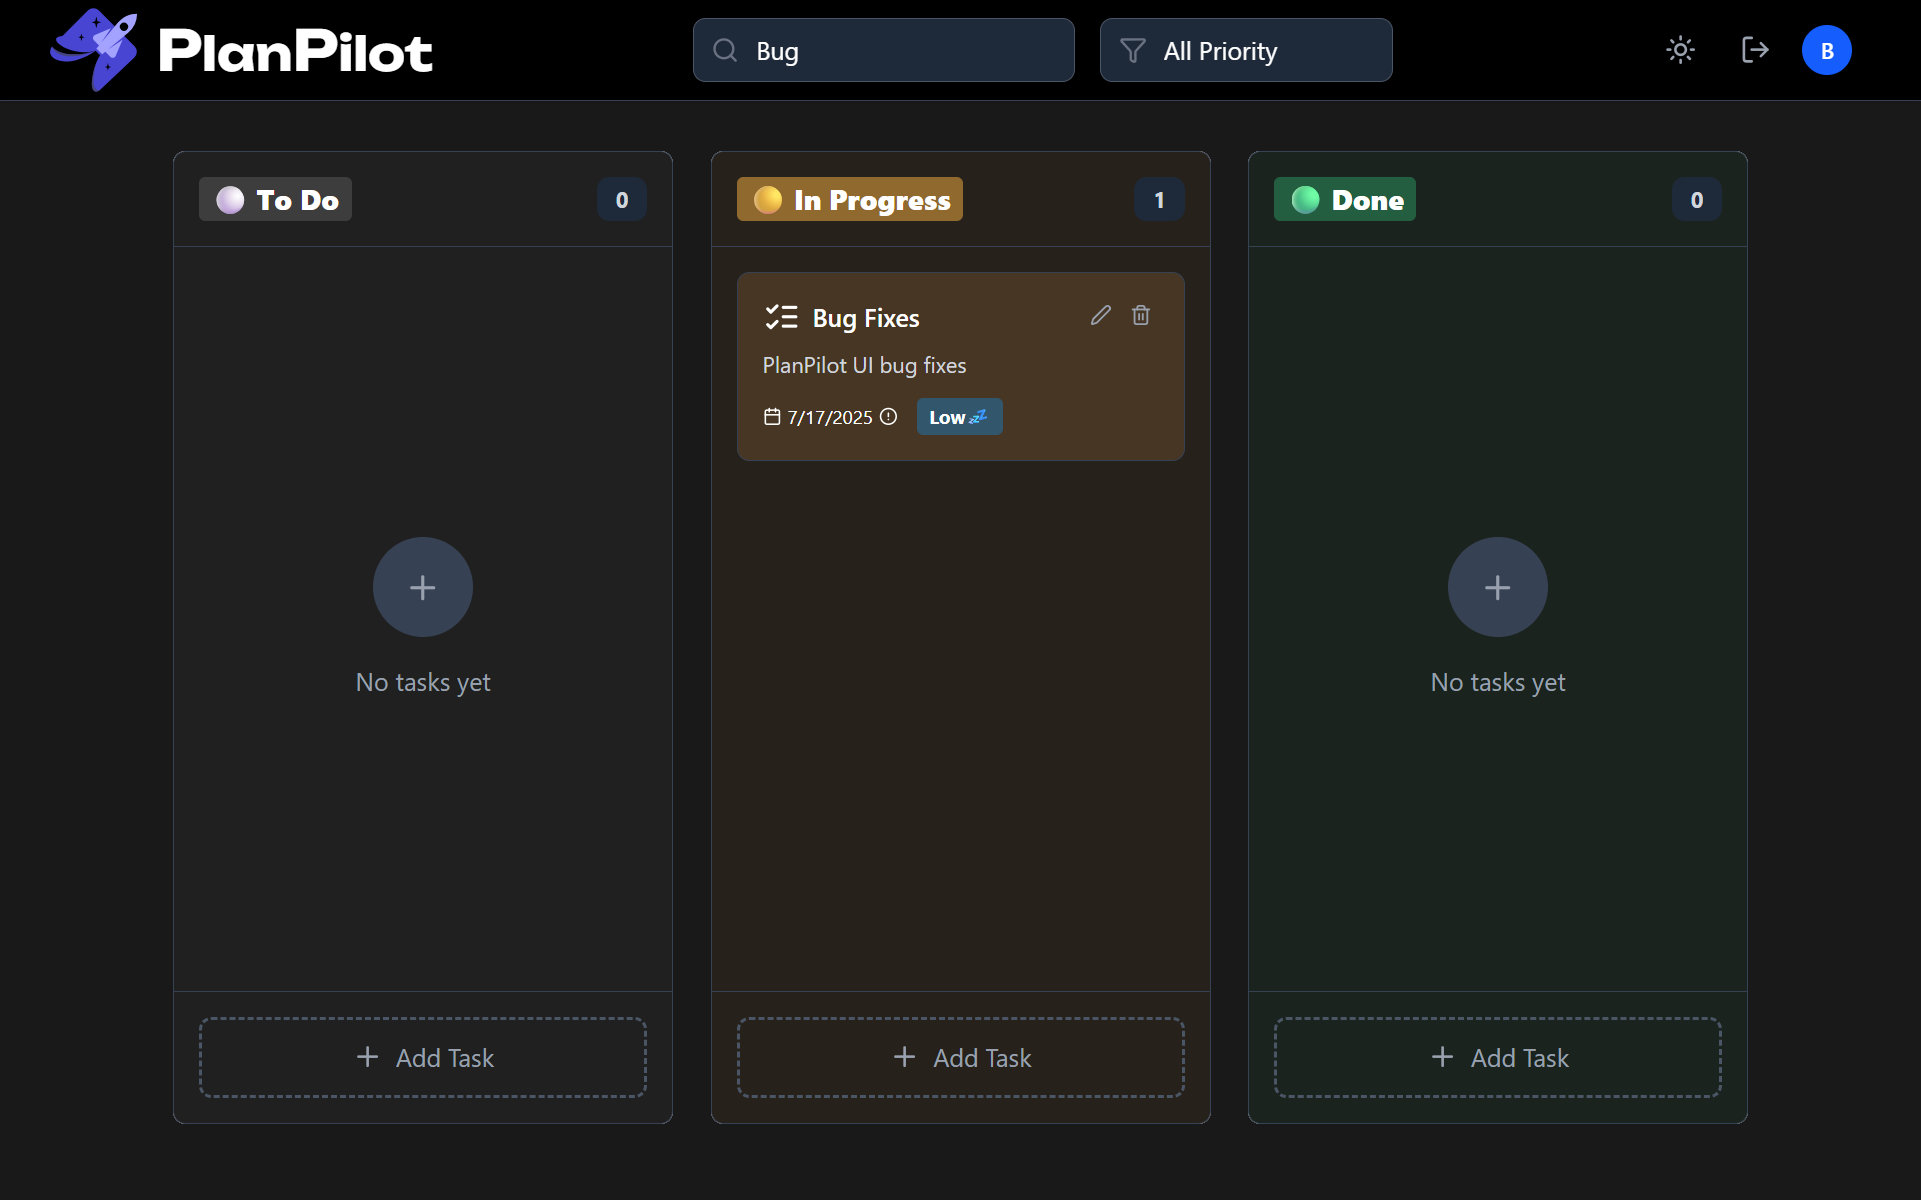 PlanPilot
Bug
All Priority
B
To Do
0
No tasks yet
Add Task
In Progress
1
Bug Fixes
PlanPilot UI bug fixes
7/17/2025
Low 💤
Add Task
Done
0
No tasks yet
Add Task